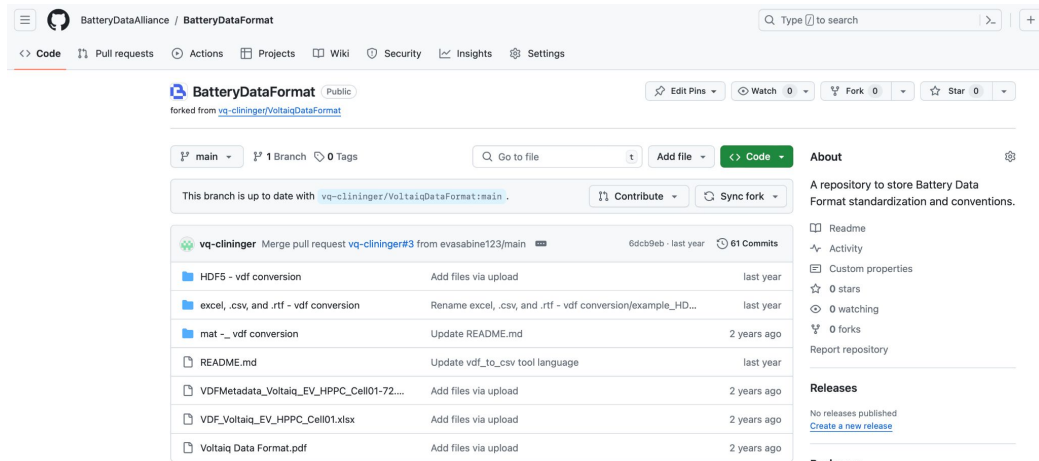 BatteryDataAlliance / BatteryDataFormat
Type / to search
Code Pull requests Actions Projects Wiki Security Insights Settings
BatteryDataFormat Public
Edit Pins Watch 0 Fork 0 Star 0
forked from vq-clininger/VoltaiqDataFormat
main 1 Branch 0 Tags
Go to file t
Add file <> Code
About
This branch is up to date with vq-clininger/VoltaiqDataFormat:main .
Contribute Sync fork
A repository to store Battery Data
Format standardization and conventions.
vq-clininger Merge pull request vq-clininger#3 from evasabine123/main 6dcb9eb · last year 61 Commits
HDF5 - vdf conversion Add files via upload last year
excel, .csv, and .rtf - vdf conversion Rename excel, .csv, and .rtf - vdf conversion/example_HD... last year
mat -_ vdf conversion Update README.md 2 years ago
README.md Update vdf_to_csv tool language last year
VDFMetadata_Voltaiq_EV_HPPC_Cell01-72.... Add files via upload 2 years ago
VDF_Voltaiq_EV_HPPC_Cell01.xlsx Add files via upload 2 years ago
Voltaiq Data Format.pdf Add files via upload 2 years ago
Readme
Activity
Custom properties
0 stars
0 watching
0 forks
Report repository
Releases
No releases published
Create a new release